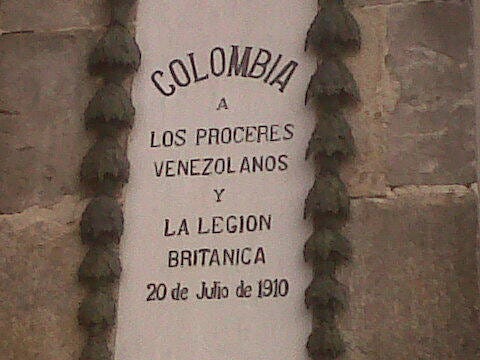 COLOMBIA
A
LOS PROCERES
VENEZOLANOS
Y
LA LEGION
BRITANICA
20 de Julio de 1910